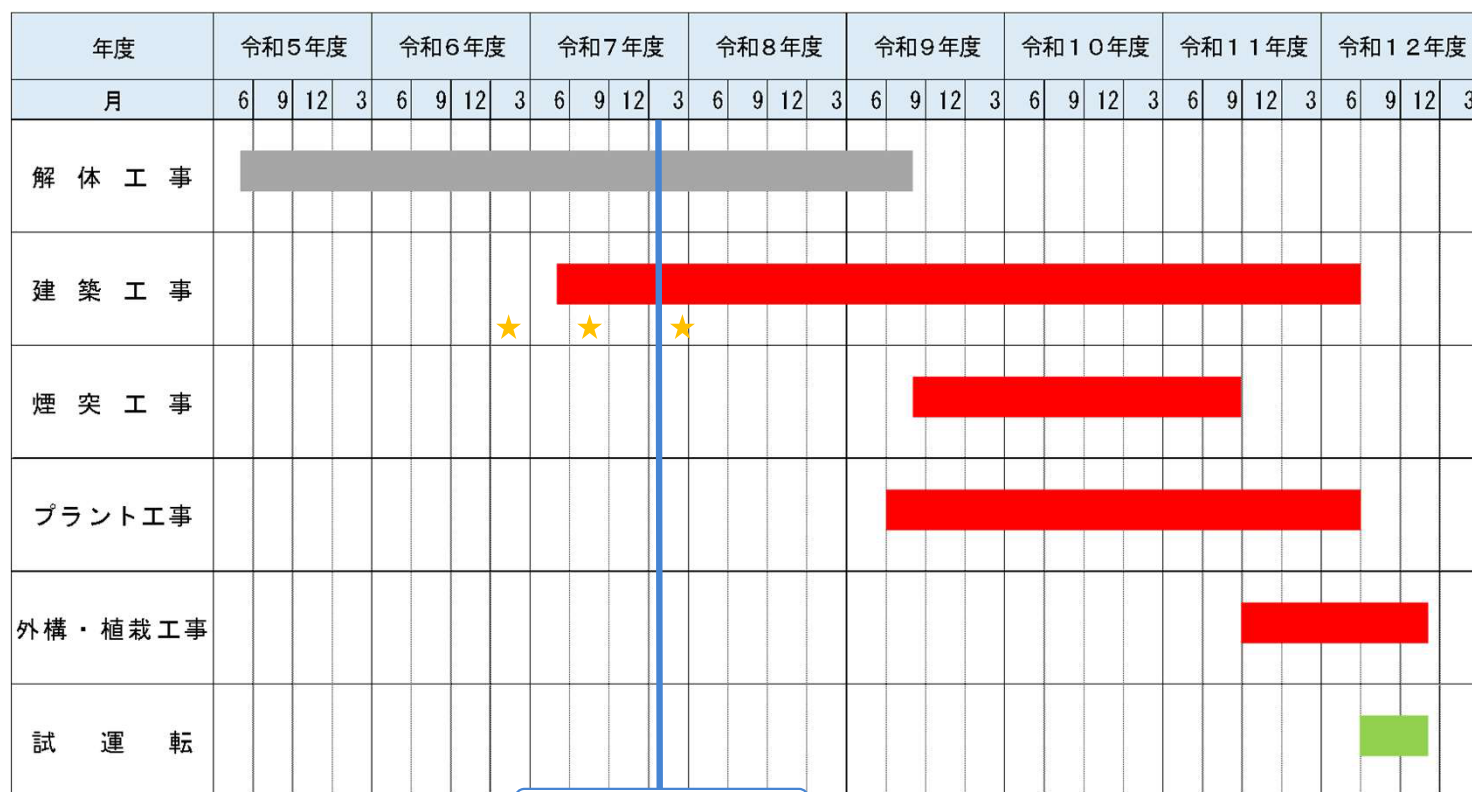 年度 令和5年度 令和6年度 令和7年度 令和8年度 令和9年度 令和10年度 令和11年度 令和12年度
月 6 9 12 3 6 9 12 3 6 9 12 3 6 9 12 3 6 9 12 3 6 9 12 3 6 9 12 3 6 9 12 3
解体工事
建築工事
煙突工事
プラント工事
外構・植栽工事
試運転